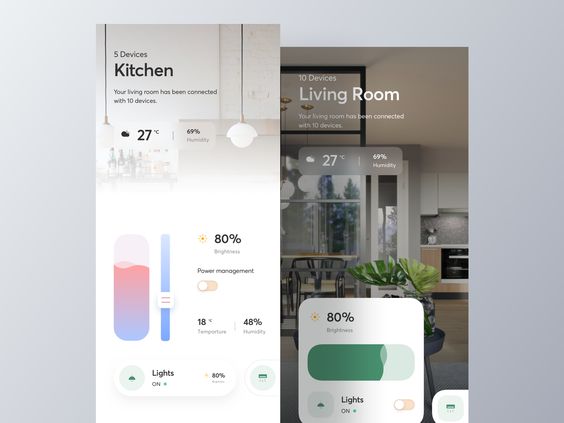 5 Devices
Kitchen
Your living room has been connected
with 10 devices.
27 °C
69%
Humidity
80%
Brightness
Power management
18 °C
Temporture
48%
Humidity
Lights
ON
80%
10 Devices
Living Room
Your living room has been connected
with 10 devices.
27 °C
69%
Humidity
80%
Brightness
Lights
ON